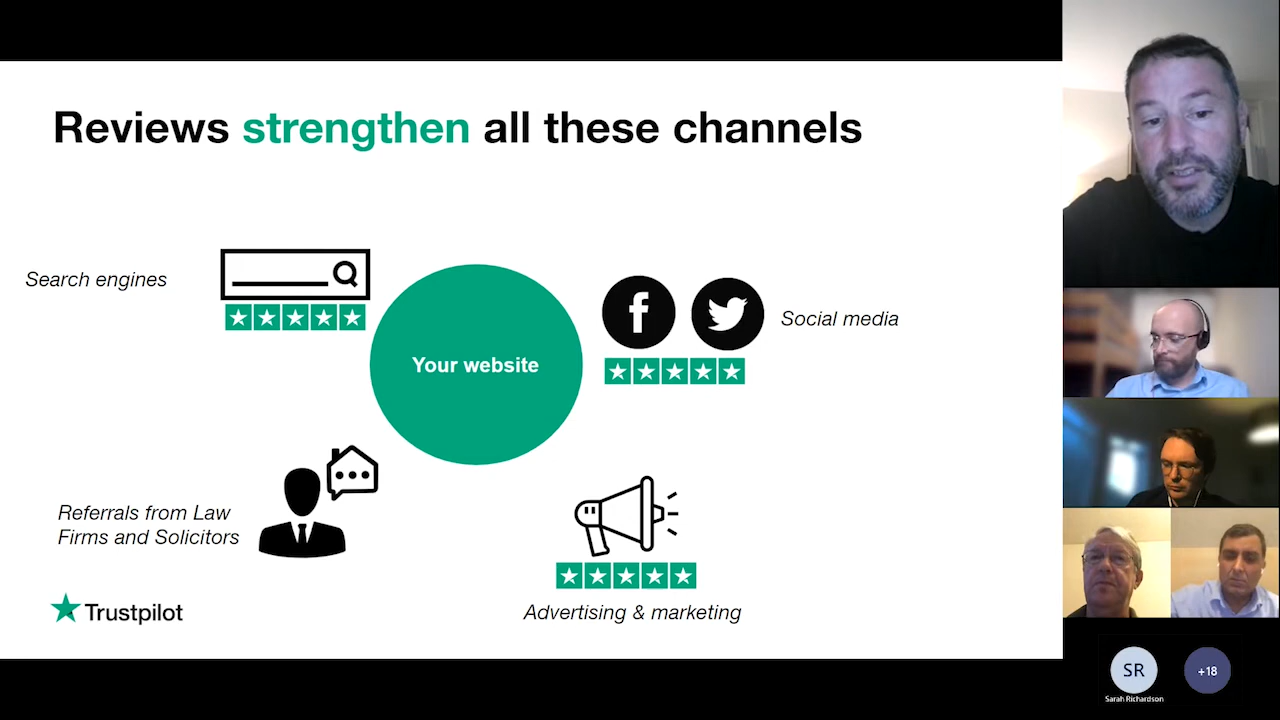 Reviews strengthen all these channels
Search engines
Your website
Social media
Referrals from Law
Firms and Solicitors
Advertising & marketing
Trustpilot
SR
+18
Sarah Richardson